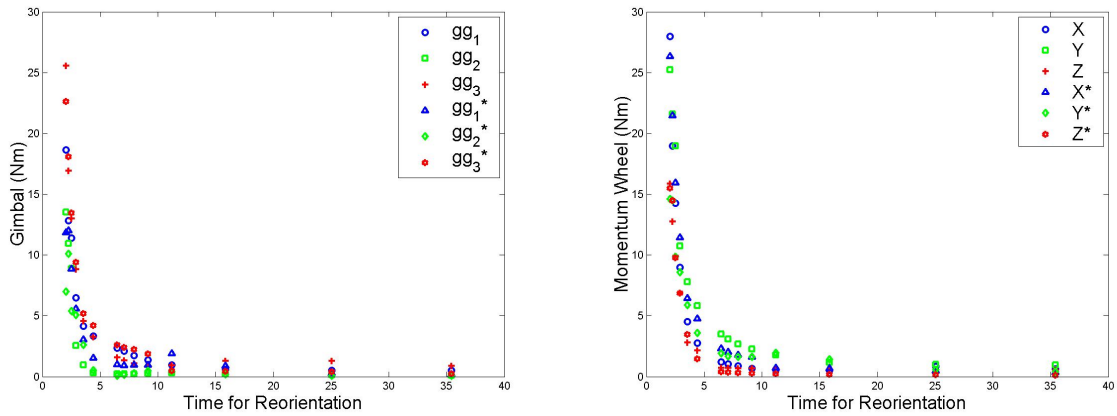 30
25
20
15
10
5
0
Gimbal (Nm)
0 5 10 15 20 25 30 35 40
Time for Reorientation
gg1
gg2
gg3
gg1*
gg2*
gg3*
30
25
20
15
10
5
0
Momentum Wheel (Nm)
0 5 10 15 20 25 30 35 40
Time for Reorientation
X
Y
Z
X*
Y*
Z*